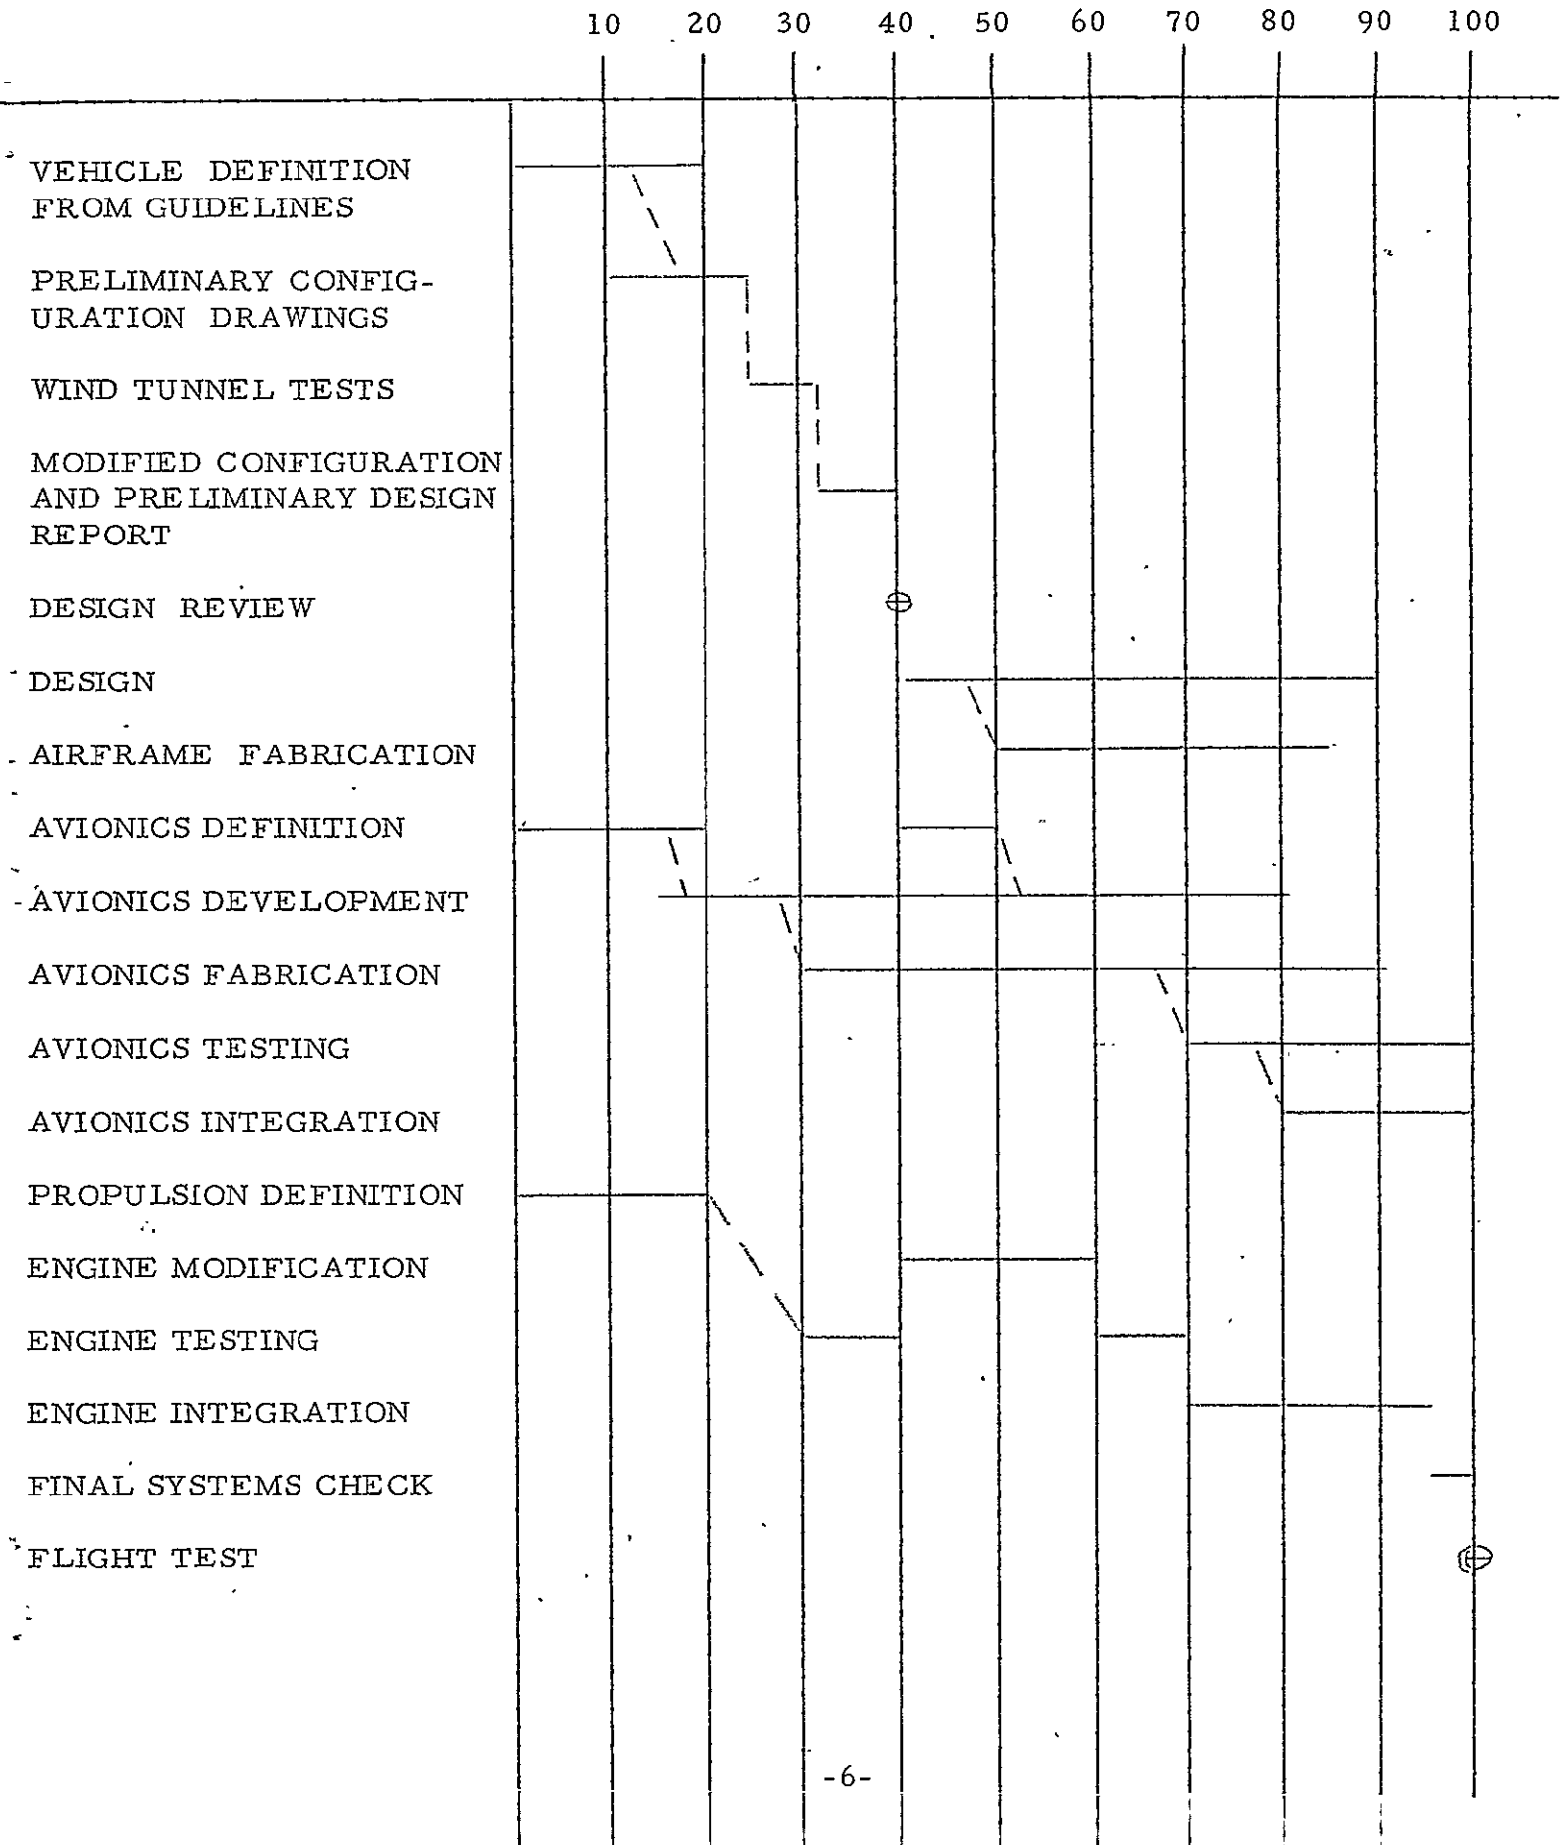 10 20 30 40 50 60 70 80 90 100
VEHICLE DEFINITION
FROM GUIDELINES
PRELIMINARY CONFIG-
URATION DRAWINGS
WIND TUNNEL TESTS
MODIFIED CONFIGURATION
AND PRELIMINARY DESIGN
REPORT
DESIGN REVIEW
DESIGN
AIRFRAME FABRICATION
AVIONICS DEFINITION
AVIONICS DEVELOPMENT
AVIONICS FABRICATION
AVIONICS TESTING
AVIONICS INTEGRATION
PROPULSION DEFINITION
ENGINE MODIFICATION
ENGINE TESTING
ENGINE INTEGRATION
FINAL SYSTEMS CHECK
FLIGHT TEST
-6-